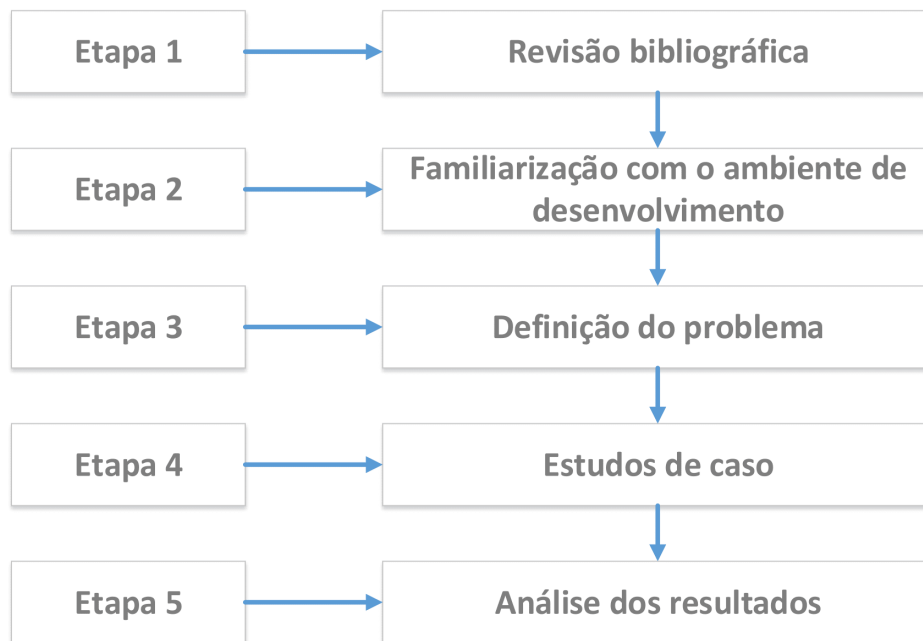 Etapa 1
Revisão bibliográfica
Etapa 2
Familiarização com o ambiente de
desenvolvimento
Etapa 3
Definição do problema
Etapa 4
Estudos de caso
Etapa 5
Análise dos resultados